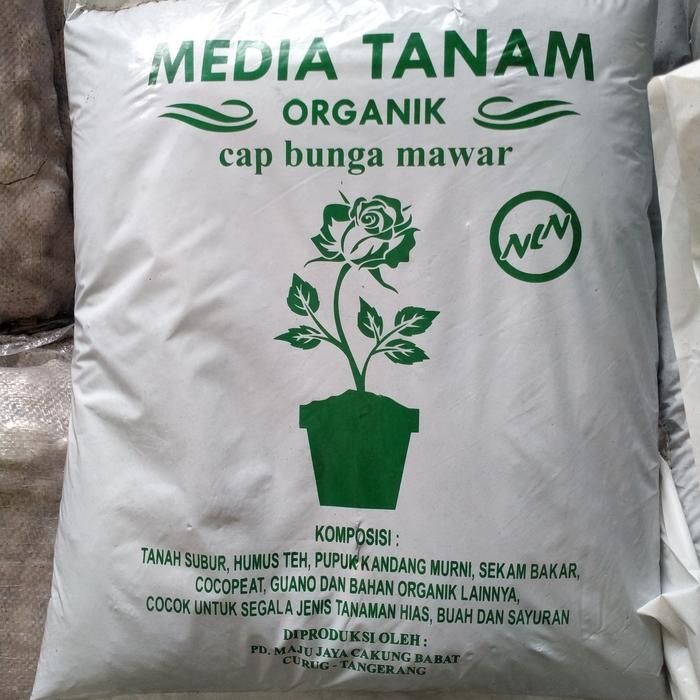 MEDIA TANAM
ORGANIK
cap bunga mawar
NLN
KOMPOSISI :
TANAH SUBUR, HUMUS TEH, PUPUK KANDANG MURNI, SEKAM BAKAR,
COCOPEAT, GUANO DAN BAHAN ORGANIK LAINNYA,
COCOK UNTUK SEGALA JENIS TANAMAN HIAS, BUAH DAN SAYURAN
DIPRODUKSI OLEH :
PD. MAJU JAYA CAKUNG BABAT
CURUG - TANGERANG